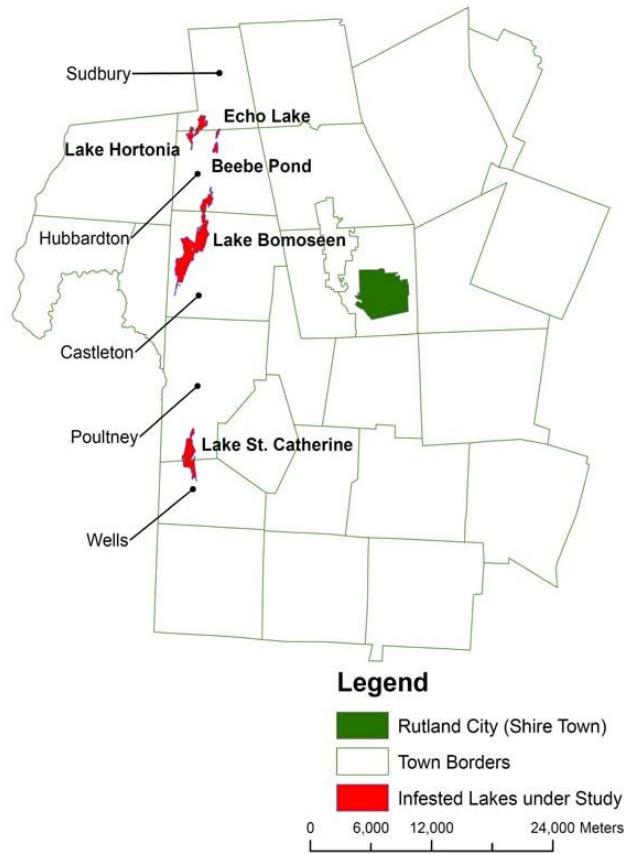 Sudbury
Echo Lake
Lake Hortonia
Beebe Pond
Hubbardton
Lake Bomoseen
Castleton
Poultney
Lake St. Catherine
Wells
Legend
Rutland City (Shire Town)
Town Borders
Infested Lakes under Study
0 6,000 12,000 24,000 Meters